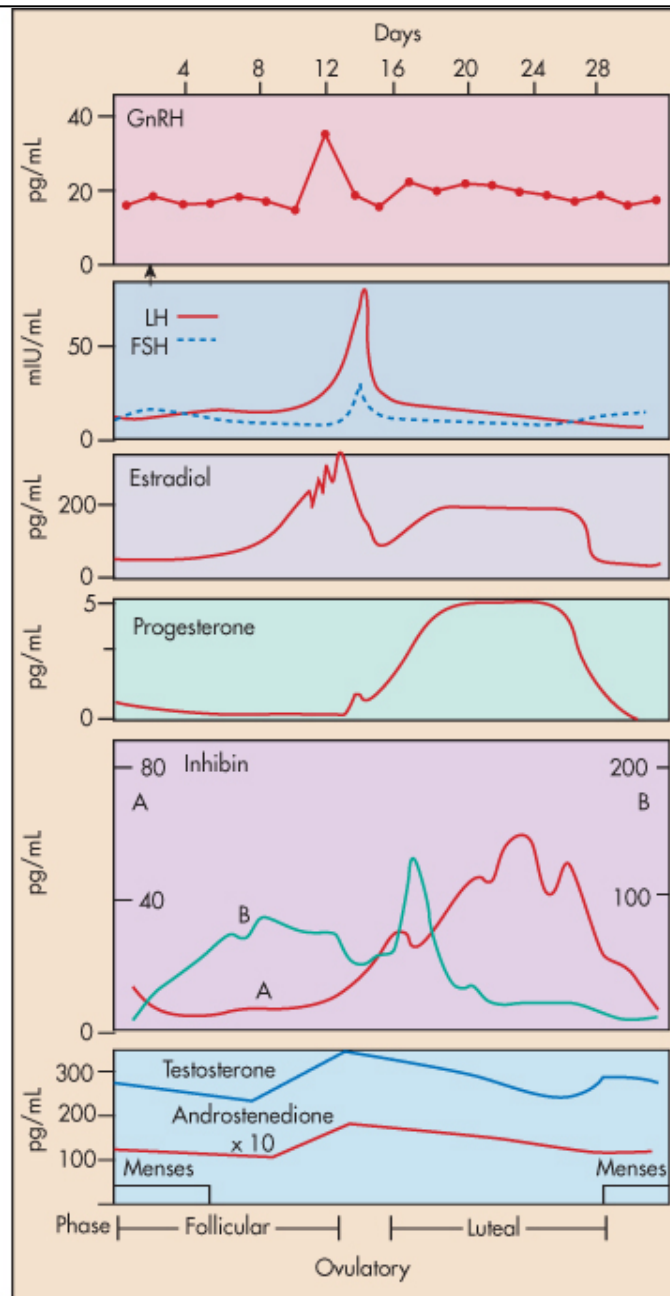 Days
4 8 12 16 20 24 28
GnRH
40
20
0
pg/mL
LH
FSH
50
0
mIU/mL
Estradiol
200
0
pg/mL
Progesterone
5
0
pg/mL
Inhibin
80 200
A B
40 100
0
B
A
pg/mL
Testosterone
Androstenedione
x 10
300
200
100
pg/mL
Menses Menses
Phase Follicular Luteal
Ovulatory